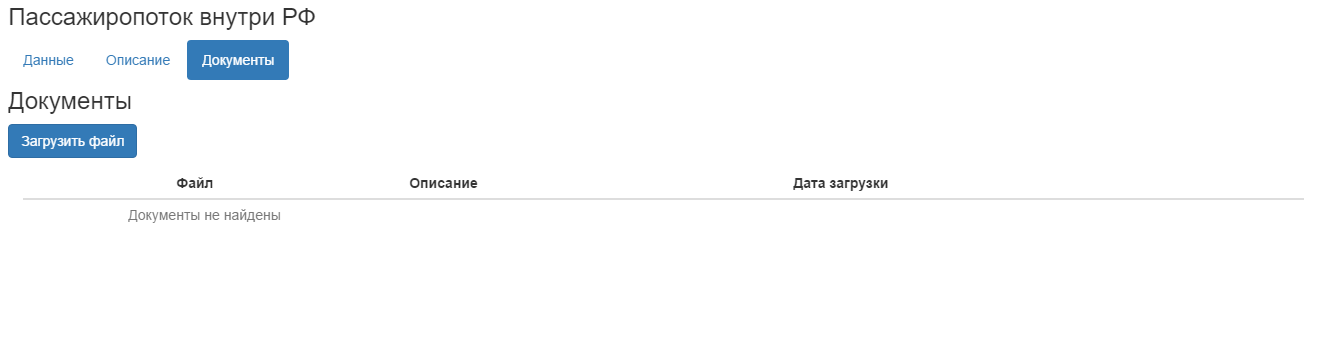 Пассажиропоток внутри РФ
Данные Описание Документы
Документы
Загрузить файл
Файл Описание Дата загрузки
Документы не найдены